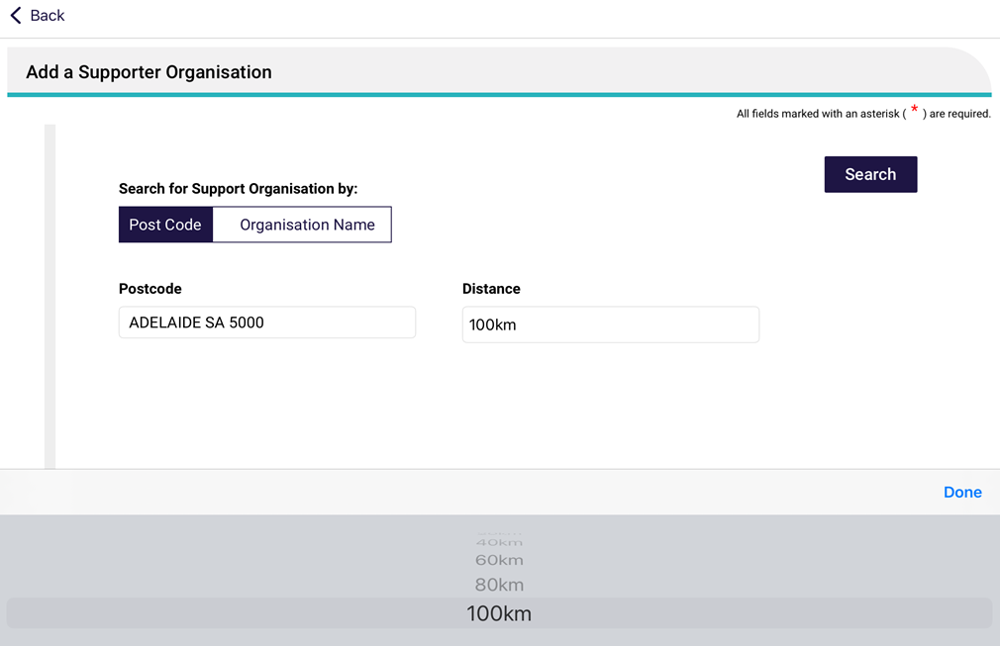 Back
Add a Supporter Organisation
All fields marked with an asterisk ( * ) are required.
Search
Search for Support Organisation by:
Post Code Organisation Name
Postcode Distance
ADELAIDE SA 5000 100km
Done
40km
60km
80km
100km